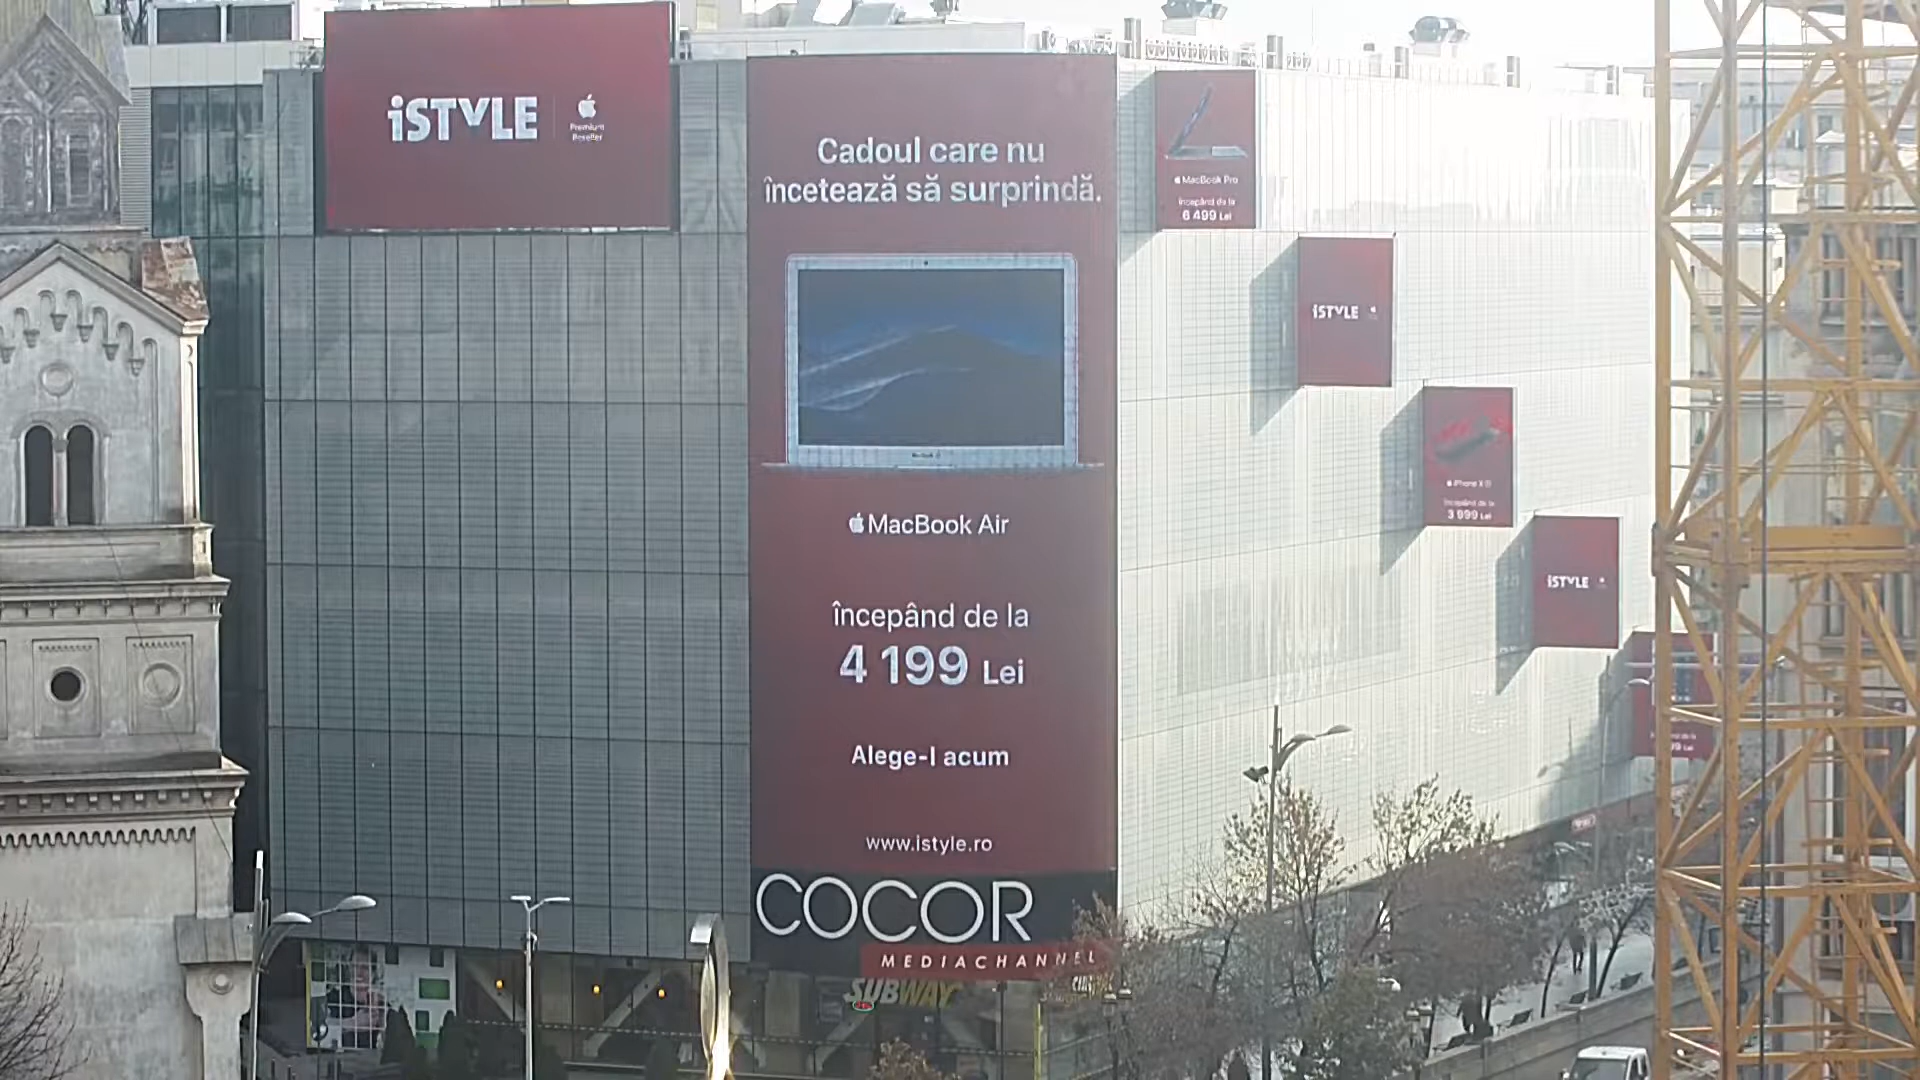 iSTYLE
Premium
Reseller
Cadoul care nu
încetează să surprindă.
MacBook Air
începând de la
4 199 Lei
Alege-l acum
www.istyle.ro
COCOR
MEDIACHANNEL
SUBWAY
MacBook Pro
începând de la
6 499 Lei
iSTYLE
iPhone X
începând de la
3 999 Lei
iSTYLE